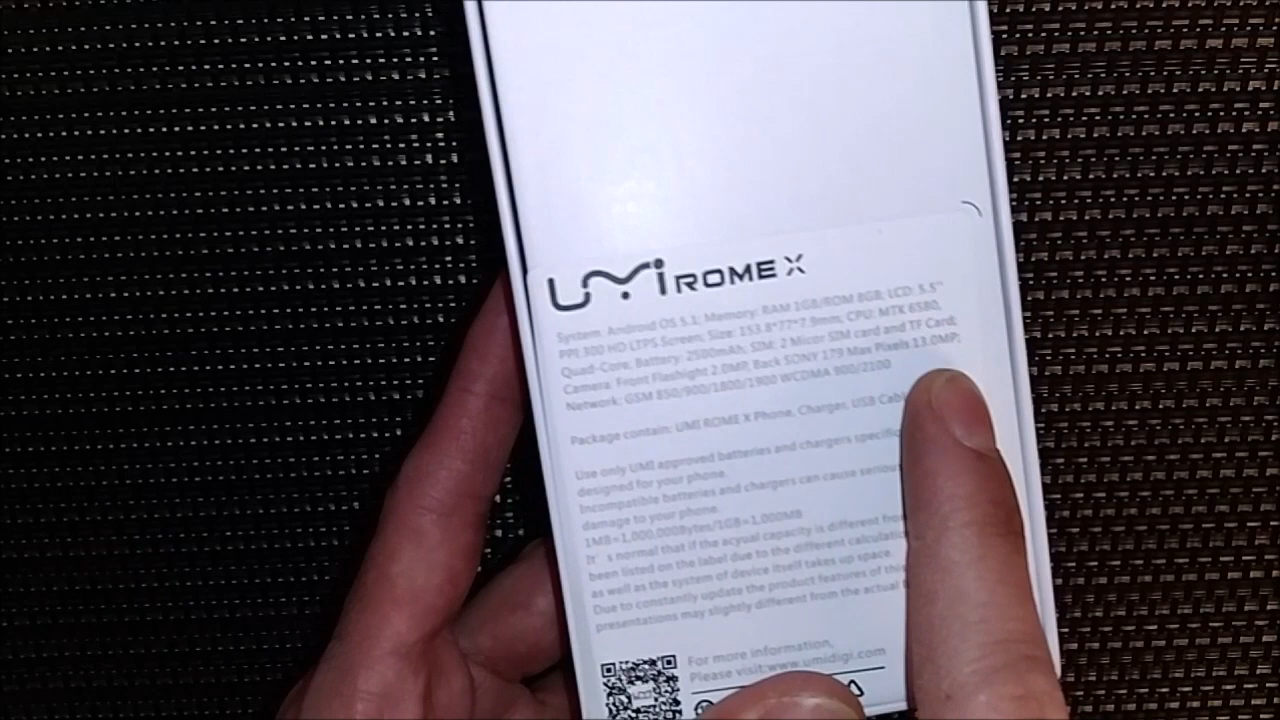 UMi ROME X
System: Android OS 5.1; Memory: RAM 1GB/ROM 8GB; LCD: 5.5''
PPI: 300 HD LTPS Screen; Size: 153.8*77*7.9mm; CPU: MTK 6580,
Quad-Core, Battery: 2500mAh; SIM: 2 Micor SIM card and TF Card;
Camera: Front Flashight 2.0MP, Back SONY 179 Max Pixels 13.0MP;
Network: GSM 850/900/1800/1900 WCDMA 900/2100
Package contain: UMI ROME X Phone, Charger, USB Cabl
Use only UMI approved batteries and chargers specific
designed for your phone.
Incompatible batteries and chargers can cause serious
damage to your phone.
1MB=1,000,000Bytes/1GB=1,000MB
It's normal that if the acyual capacity is different fro
been listed on the label due to the different calculatio
as well as the system of device itself takes up space.
Due to constantly update the product features of this
presentations may slightly different from the actual
For more information,
Please visit:www.umidigi.com